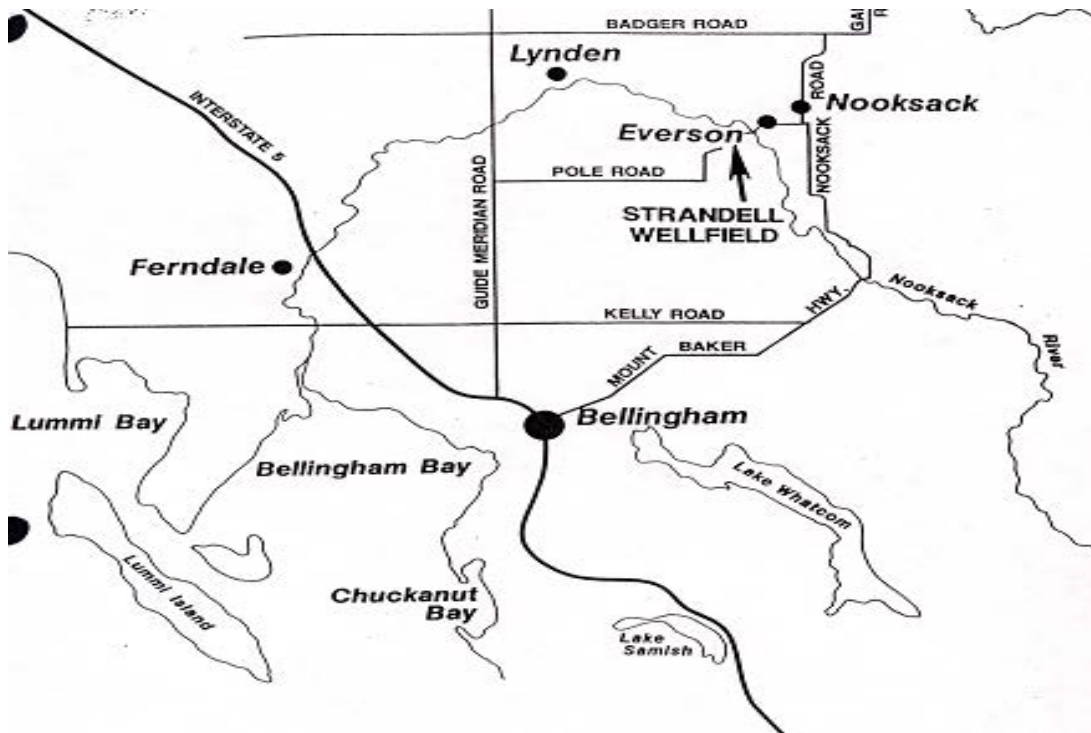 BADGER ROAD
Lynden
ROAD
Nooksack
INTERSTATE 5
Everson
GUIDE MERIDIAN ROAD
POLE ROAD
NOOKSACK
STRANDELL
WELLFIELD
Ferndale
Nooksack
River
KELLY ROAD
HWY.
BAKER
MOUNT
Bellingham
Lummi Bay
Bellingham Bay
Lake Whatcom
Lummi Island
Chuckanut
Bay
Lake
Samish